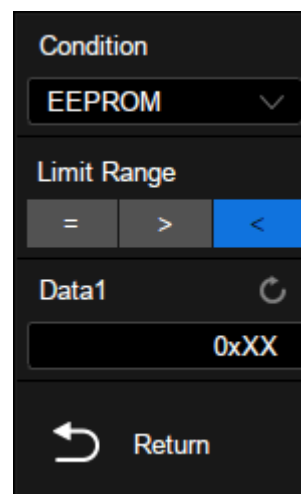 Condition
EEPROM
Limit Range
= > <
Data1
0xXX
Return